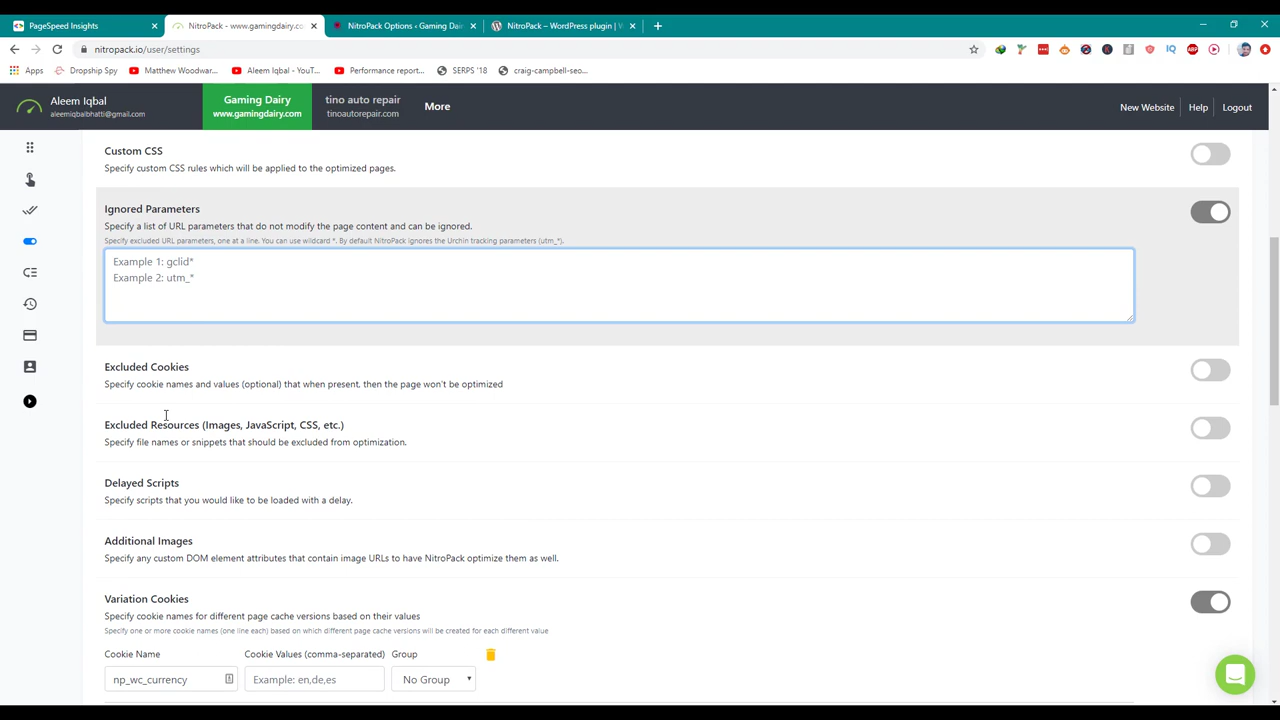 PageSpeed Insights
NitroPack - www.gamingdairy.co
NitroPack Options ‹ Gaming Dair
NitroPack – WordPress plugin | W
nitropack.io/user/settings
Apps
Dropship Spy
Matthew Woodwar...
Aleem Iqbal - YouT...
Performance report...
SERPS '18
craig-campbell-seo...
Aleem Iqbal
aleemiqbalbhatti@gmail.com
Gaming Dairy
www.gamingdairy.com
tino auto repair
tinoautorepair.com
More
New Website
Help
Logout
Custom CSS
Specify custom CSS rules which will be applied to the optimized pages.
Ignored Parameters
Specify a list of URL parameters that do not modify the page content and can be ignored.
Specify excluded URL parameters, one at a line. You can use wildcard *. By default NitroPack ignores the Urchin tracking parameters (utm_*).
Example 1: gclid*
Example 2: utm_*
Excluded Cookies
Specify cookie names and values (optional) that when present, then the page won't be optimized
Excluded Resources (Images, JavaScript, CSS, etc.)
Specify file names or snippets that should be excluded from optimization.
Delayed Scripts
Specify scripts that you would like to be loaded with a delay.
Additional Images
Specify any custom DOM element attributes that contain image URLs to have NitroPack optimize them as well.
Variation Cookies
Specify cookie names for different page cache versions based on their values
Specify one or more cookie names (one line each) based on which different page cache versions will be created for each different value
Cookie Name
Cookie Values (comma-separated)
Group
np_wc_currency
Example: en,de,es
No Group